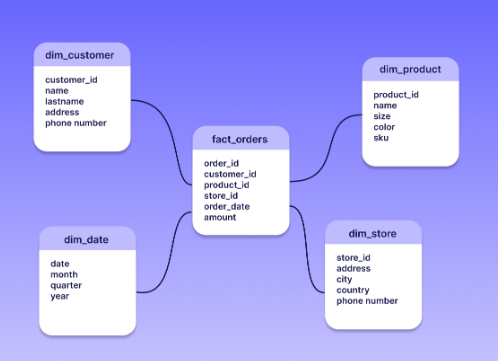 dim_customer
customer_id
name
lastname
address
phone number
dim_product
product_id
name
size
color
sku
fact_orders
order_id
customer_id
product_id
store_id
order_date
amount
dim_date
date
month
quarter
year
dim_store
store_id
address
city
country
phone number